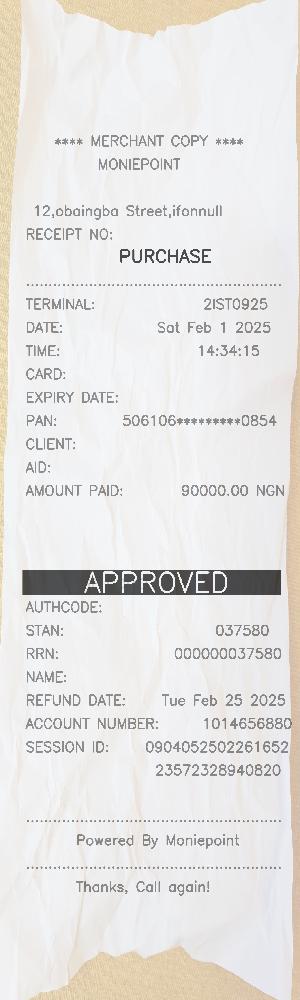 **** MERCHANT COPY ****
MONIEPOINT
12,obaingba Street,ifonnull
RECEIPT NO:
PURCHASE
TERMINAL: 2IST0925
DATE: Sat Feb 1 2025
TIME: 14:34:15
CARD:
EXPIRY DATE:
PAN: 506106*********0854
CLIENT:
AID:
AMOUNT PAID: 90000.00 NGN
APPROVED
AUTHCODE:
STAN: 037580
RRN: 000000037580
NAME:
REFUND DATE: Tue Feb 25 2025
ACCOUNT NUMBER: 1014656880
SESSION ID: 0904052502261652
23572328940820
Powered By Moniepoint
Thanks, Call again!